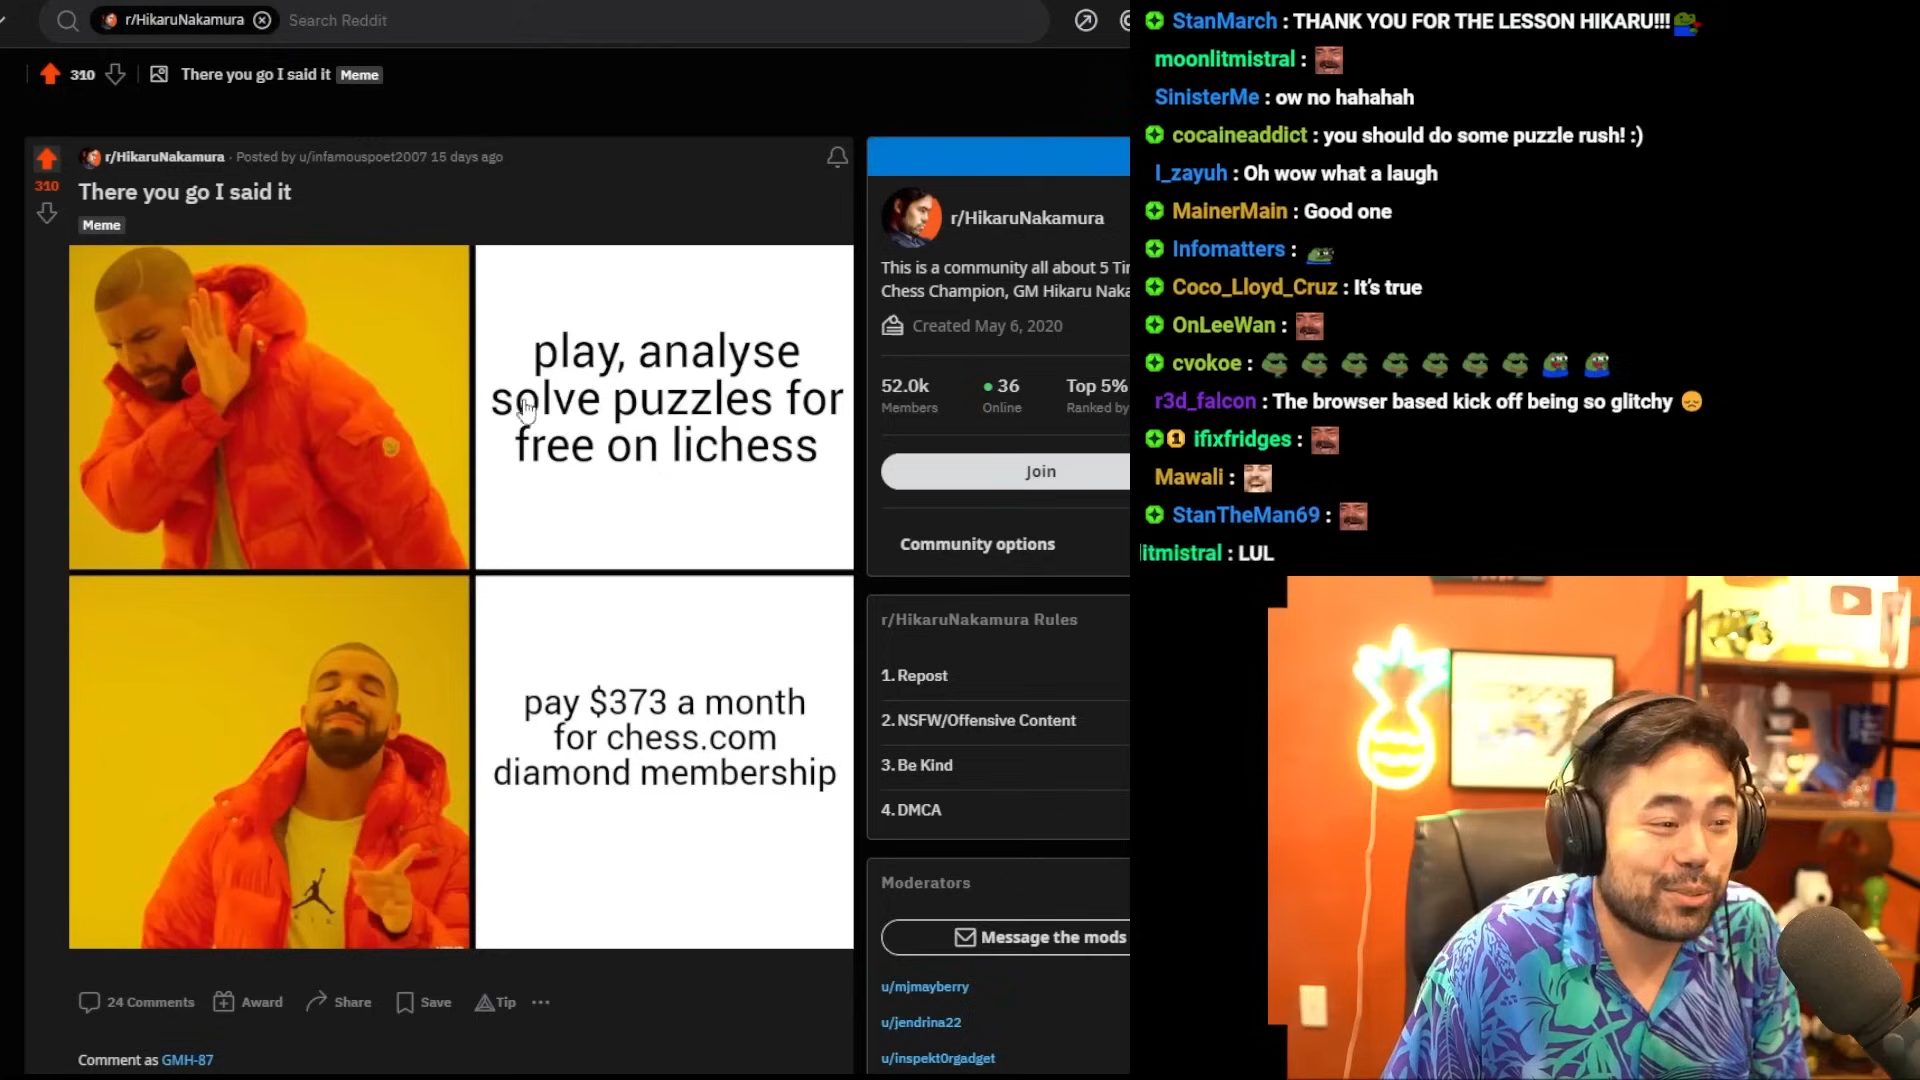 r/HikaruNakamura
Search Reddit
310
There you go I said it
Meme
r/HikaruNakamura · Posted by u/infamouspoet2007 15 days ago
310
There you go I said it
Meme
play, analyse
solve puzzles for
free on lichess
pay $373 a month
for chess.com
diamond membership
24 Comments
Award
Share
Save
Tip
Comment as GMH-87
r/HikaruNakamura
This is a community all about 5 Ti
Chess Champion, GM Hikaru Naka
Created May 6, 2020
52.0k
Members
36
Online
Top 5%
Ranked by
Join
Community options
r/HikaruNakamura Rules
1. Repost
2. NSFW/Offensive Content
3. Be Kind
4. DMCA
Moderators
Message the mods
u/mjmayberry
u/jendrina22
u/inspekt0rgadget
StanMarch : THANK YOU FOR THE LESSON HIKARU!!!
moonlitmistral :
SinisterMe : ow no hahahah
cocaineaddict : you should do some puzzle rush! :)
l_zayuh : Oh wow what a laugh
MainerMain : Good one
Infomatters :
Coco_Lloyd_Cruz : It's true
OnLeeWan :
cvokoe :
r3d_falcon : The browser based kick off being so glitchy 😞
1 ifixfridges :
Mawali :
StanTheMan69 :
litmistral : LUL